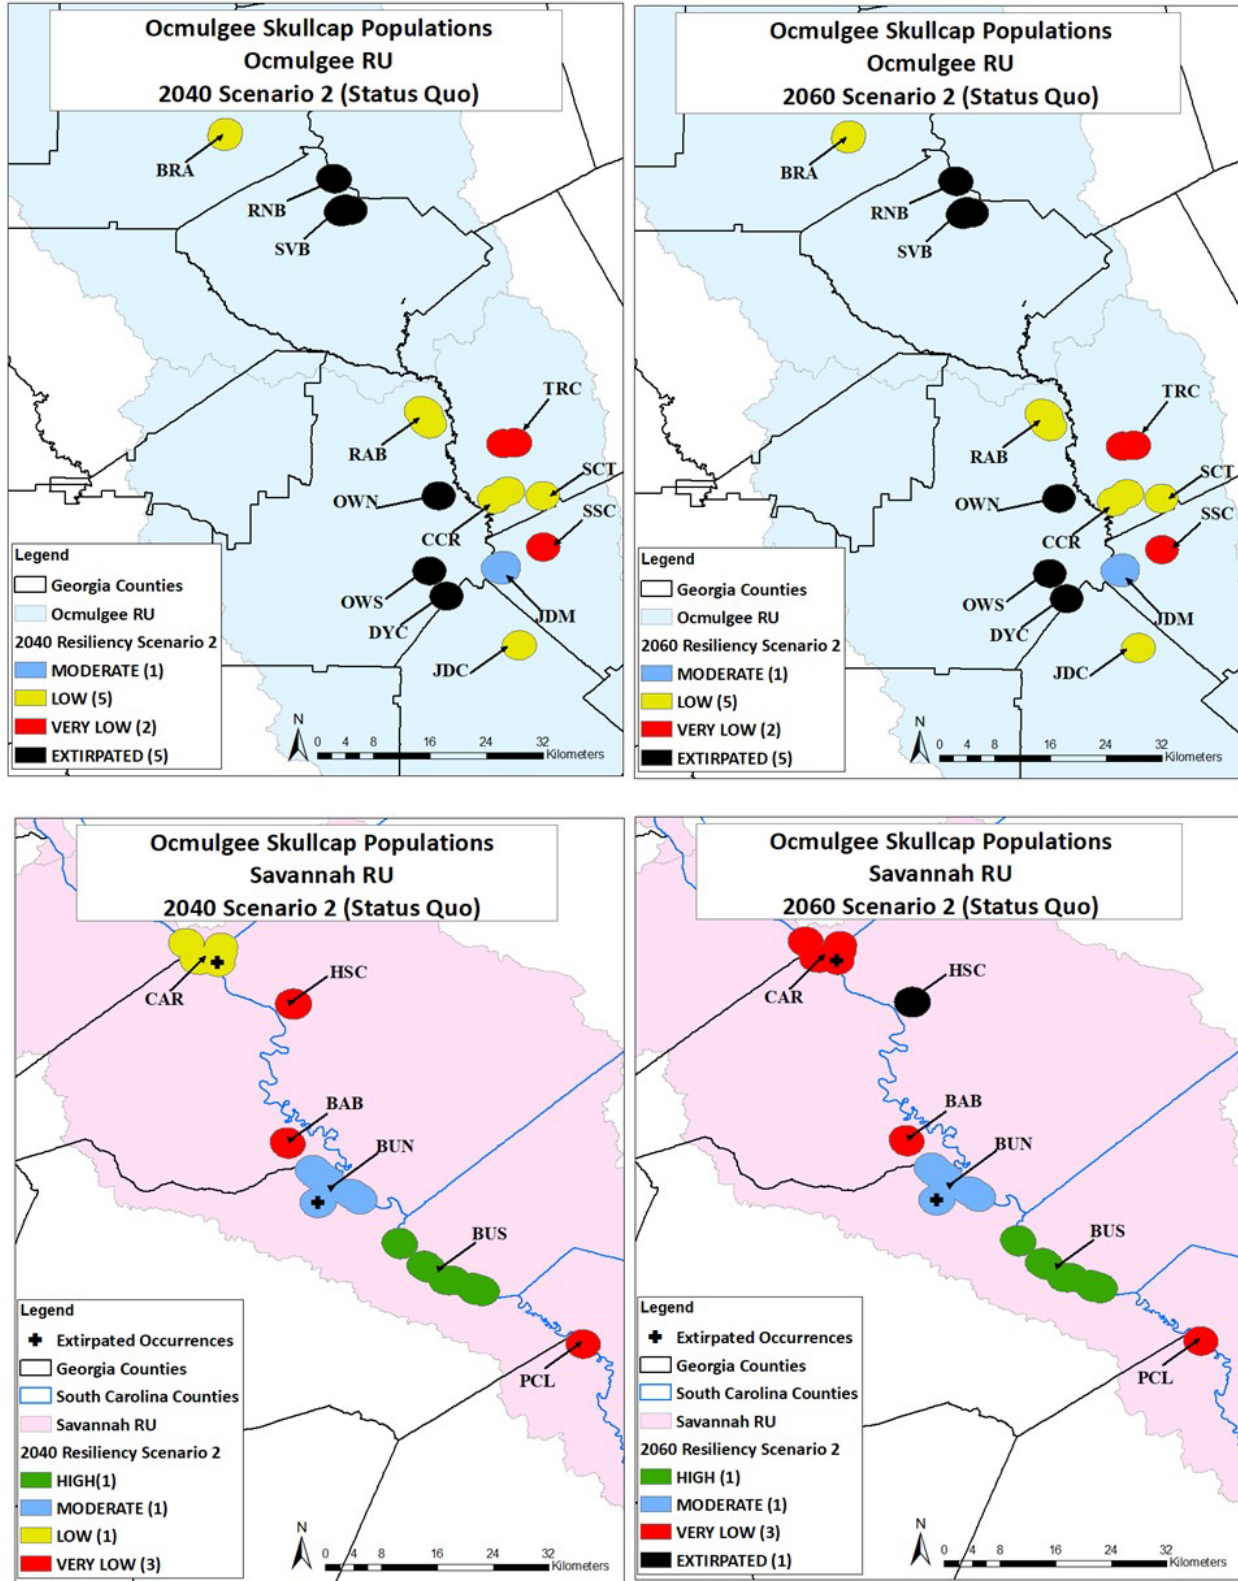 Ocmulgee Skullcap Populations
Ocmulgee RU
2040 Scenario 2 (Status Quo)
BRA
RNB
SVB
TRC
RAB
SCT
OWN
SSC
CCR
OWS
JDM
DYC
JDC
Legend
Georgia Counties
Ocmulgee RU
2040 Resiliency Scenario 2
MODERATE (1)
LOW (5)
VERY LOW (2)
EXTIRPATED (5)
N
0 4 8 16 24 32
Kilometers
Ocmulgee Skullcap Populations
Ocmulgee RU
2060 Scenario 2 (Status Quo)
BRA
RNB
SVB
TRC
RAB
SCT
OWN
SSC
CCR
OWS
JDM
DYC
JDC
Legend
Georgia Counties
Ocmulgee RU
2060 Resiliency Scenario 2
MODERATE (1)
LOW (5)
VERY LOW (2)
EXTIRPATED (5)
N
0 4 8 16 24 32
Kilometers
Ocmulgee Skullcap Populations
Savannah RU
2040 Scenario 2 (Status Quo)
HSC
CAR
BAB
BUN
BUS
PCL
Legend
Extirpated Occurrences
Georgia Counties
South Carolina Counties
Savannah RU
2040 Resiliency Scenario 2
HIGH(1)
MODERATE (1)
LOW (1)
VERY LOW (3)
N
0 4 8 16 24 32
Kilometers
Ocmulgee Skullcap Populations
Savannah RU
2060 Scenario 2 (Status Quo)
HSC
CAR
BAB
BUN
BUS
PCL
Legend
Extirpated Occurrences
Georgia Counties
South Carolina Counties
Savannah RU
2060 Resiliency Scenario 2
HIGH (1)
MODERATE (1)
VERY LOW (3)
EXTIRPATED (1)
N
0 4 8 16 24 32
Kilometers